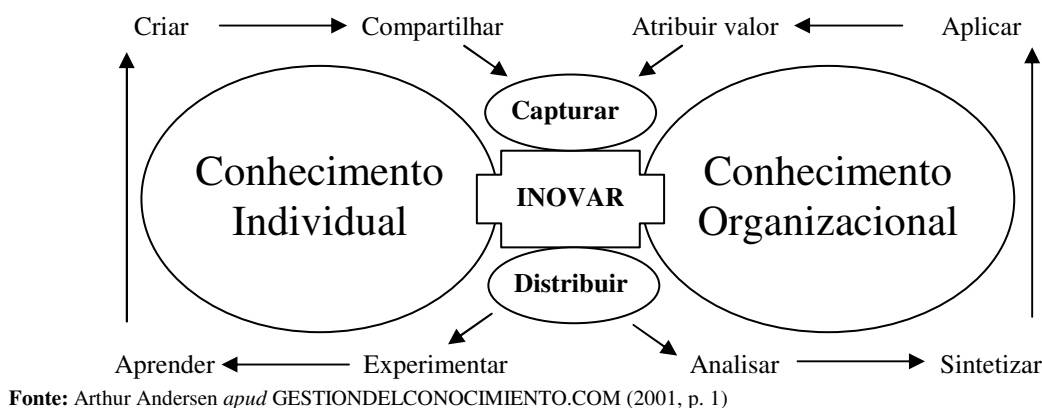 Criar Compartilhar Atribuir valor Aplicar
Capturar
Conhecimento
Individual
INOVAR
Conhecimento
Organizacional
Distribuir
Aprender Experimentar Analisar Sintetizar
Fonte: Arthur Andersen apud GESTIONDELCONOCIMIENTO.COM (2001, p. 1)